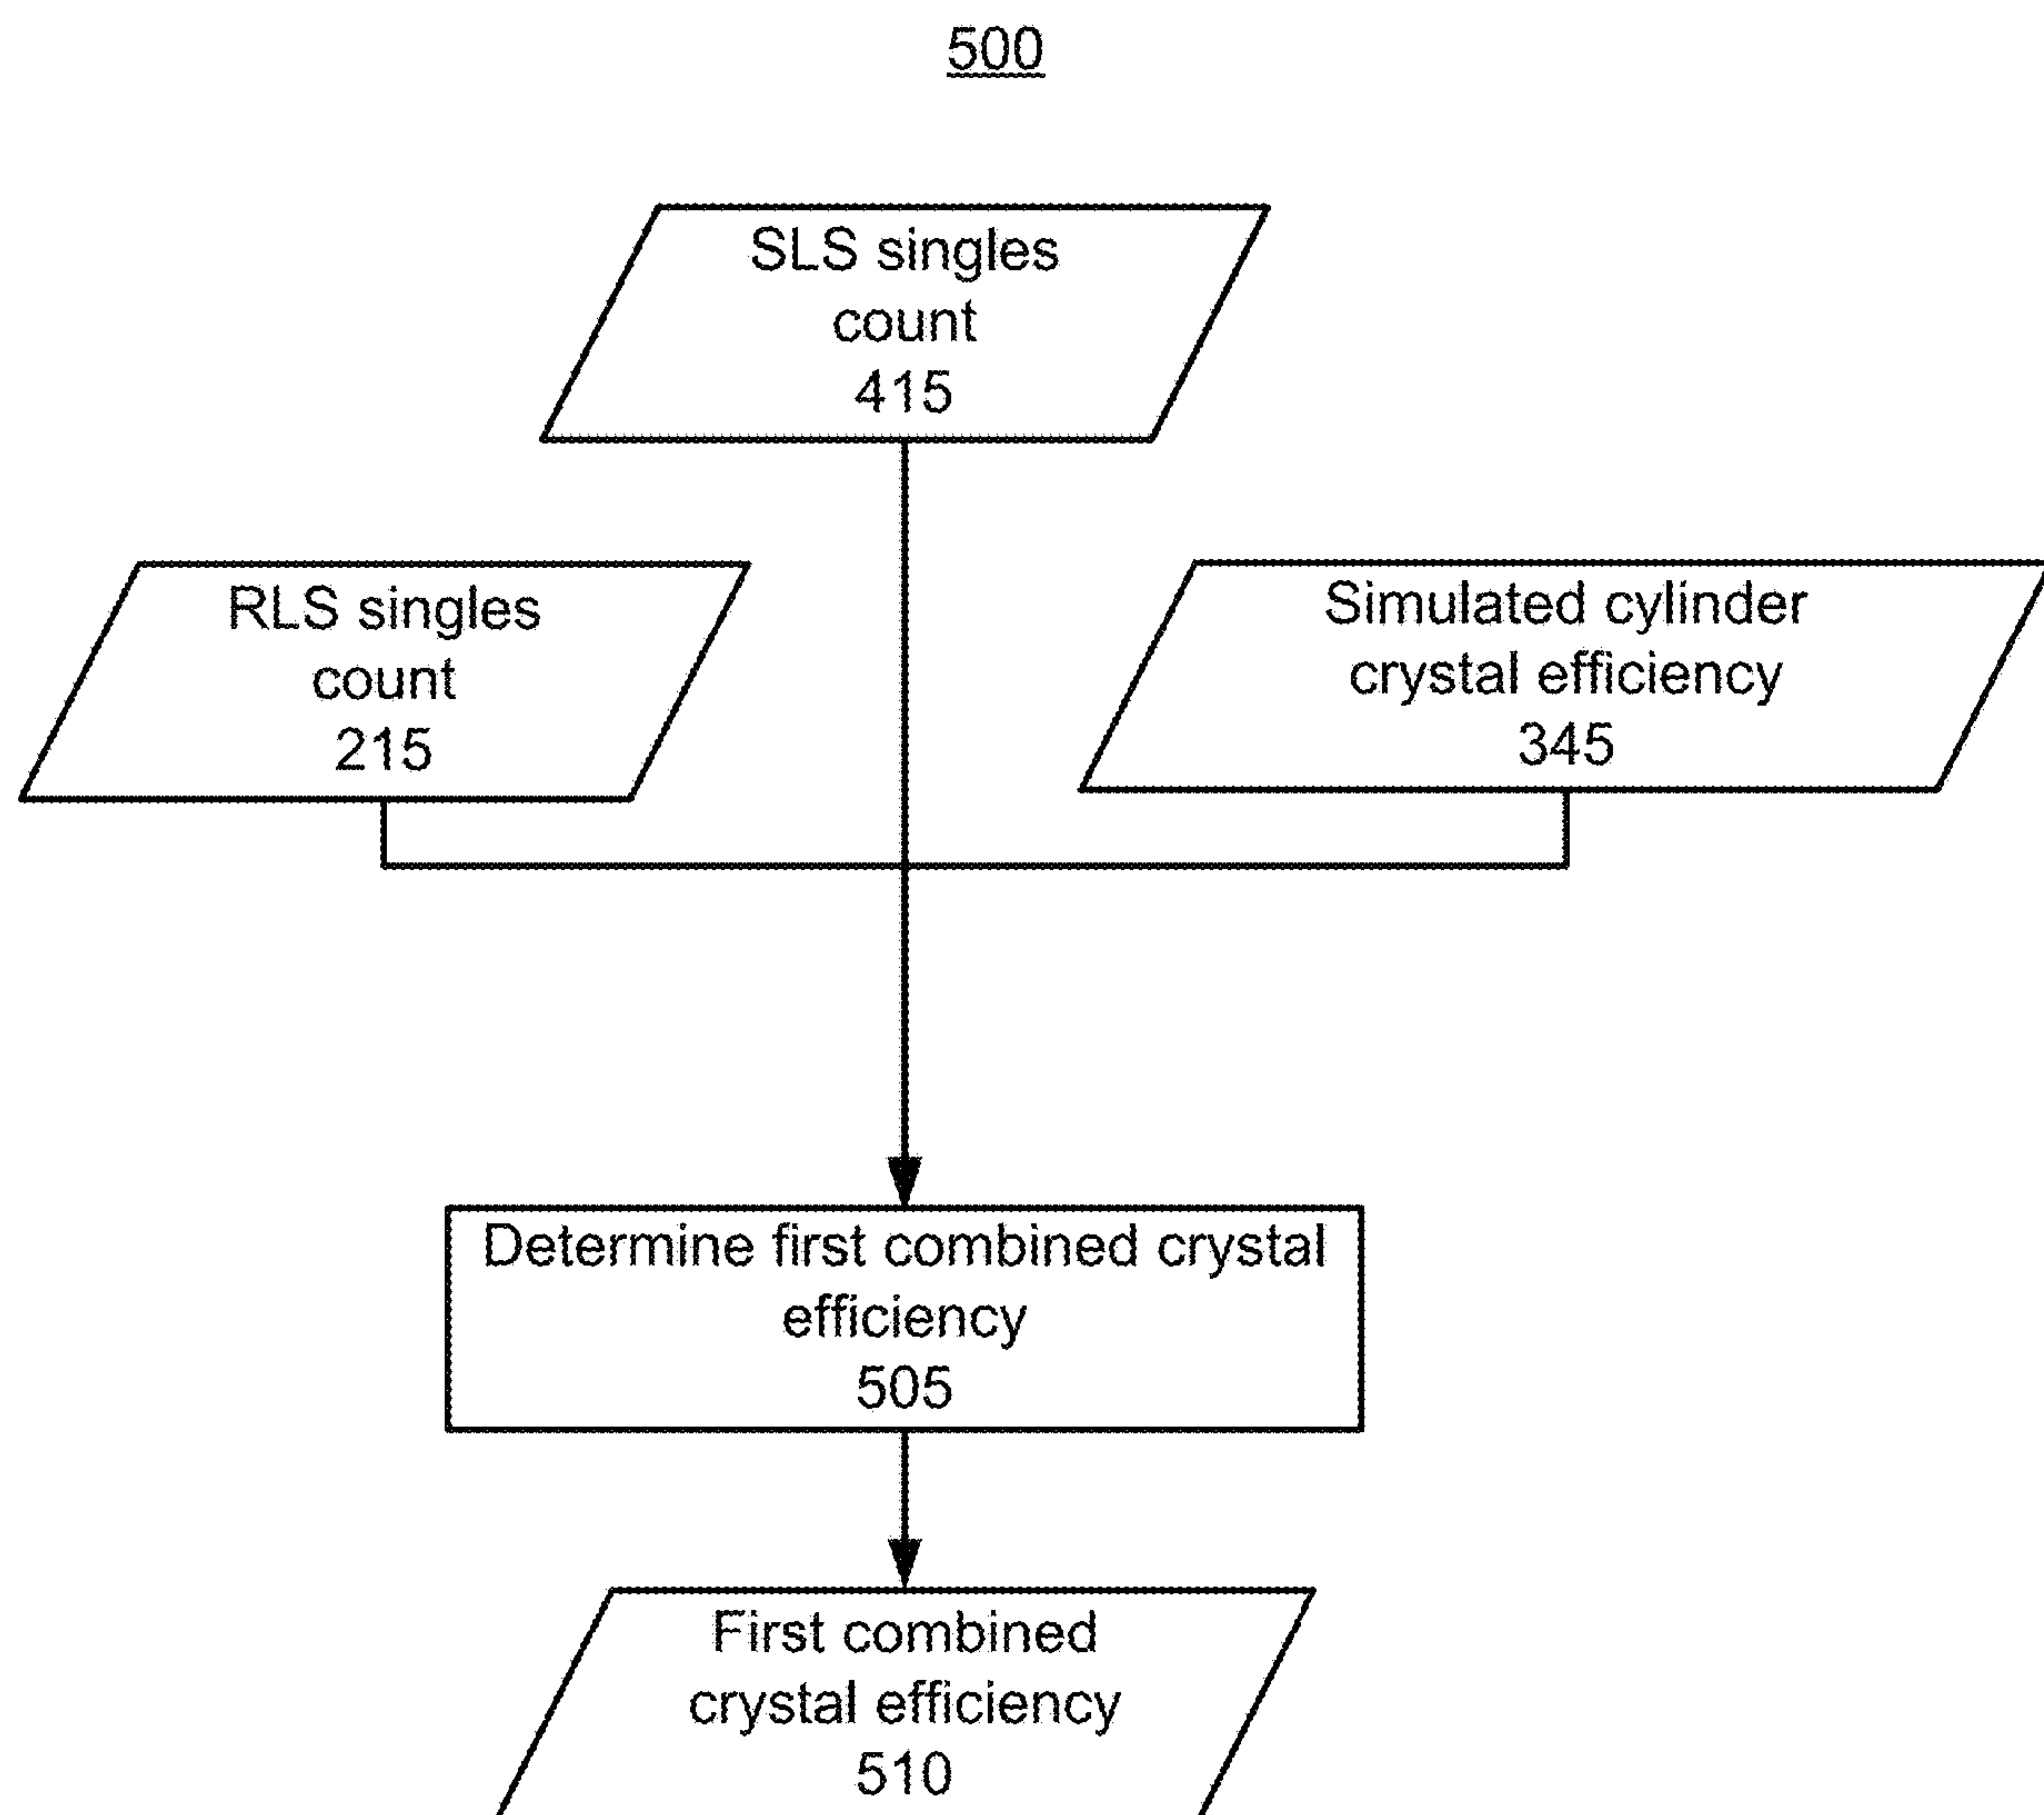 500
SLS singles
count
415
RLS singles
count
215
Simulated cylinder
crystal efficiency
345
Determine first combined crystal
efficiency
505
First combined
crystal efficiency
510